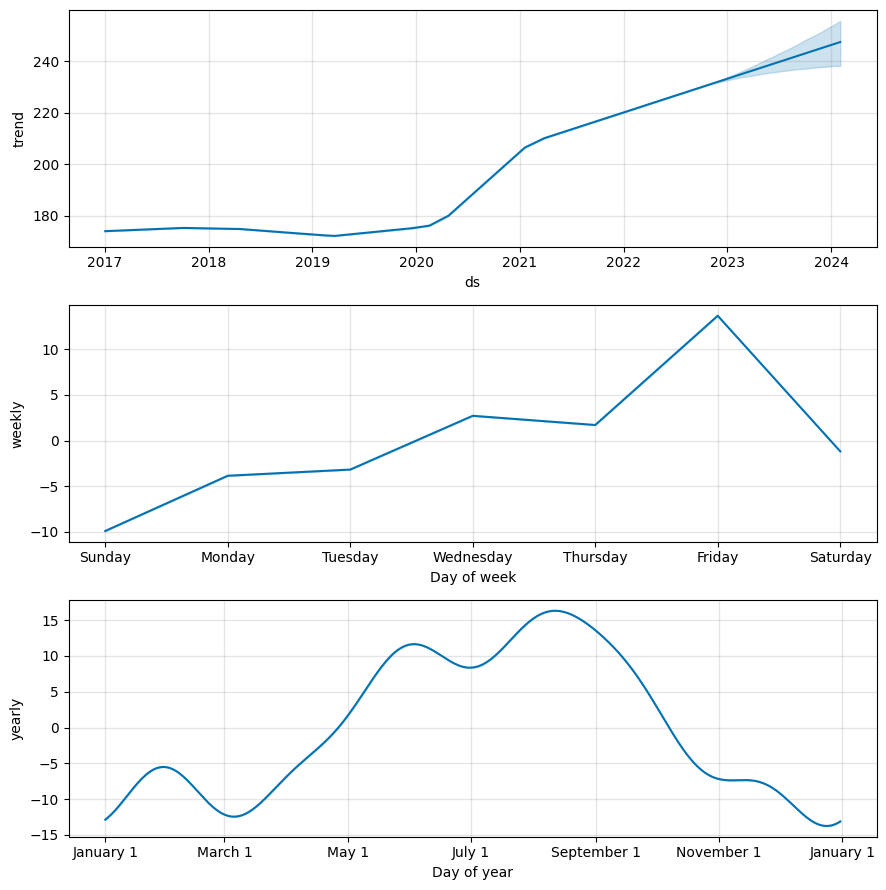 240
220
200
180
trend
2017 2018 2019 2020 2021 2022 2023 2024
ds
10
5
0
−5
−10
weekly
Sunday Monday Tuesday Wednesday Thursday Friday Saturday
Day of week
15
10
5
0
−5
−10
−15
yearly
January 1 March 1 May 1 July 1 September 1 November 1 January 1
Day of year